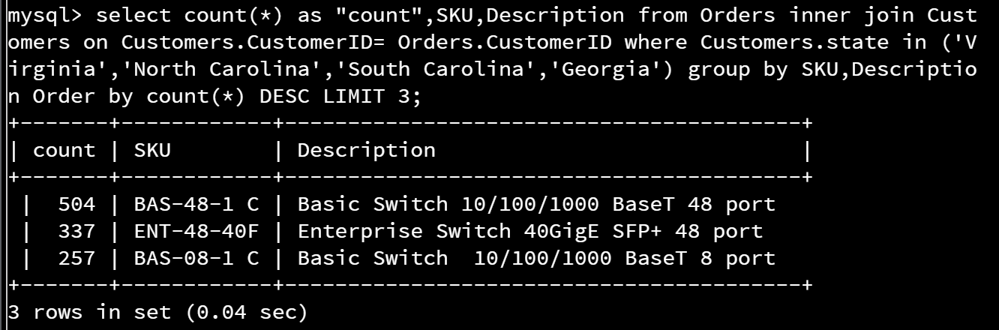 mysql> select count(*) as "count",SKU,Description from Orders inner join Cust
omers on Customers.CustomerID= Orders.CustomerID where Customers.state in ('V
irginia','North Carolina','South Carolina','Georgia') group by SKU,Descriptio
n Order by count(*) DESC LIMIT 3;
+-------+------------+-----------------------------------------+
| count | SKU        | Description                             |
+-------+------------+-----------------------------------------+
 |  504 | BAS-48-1 C | Basic Switch 10/100/1000 BaseT 48 port
 |  337 | ENT-48-40F | Enterprise Switch 40GigE SFP+ 48 port
 |  257 | BAS-08-1 C | Basic Switch  10/100/1000 BaseT 8 port
+-------+------------+-----------------------------------------+
3 rows in set (0.04 sec)